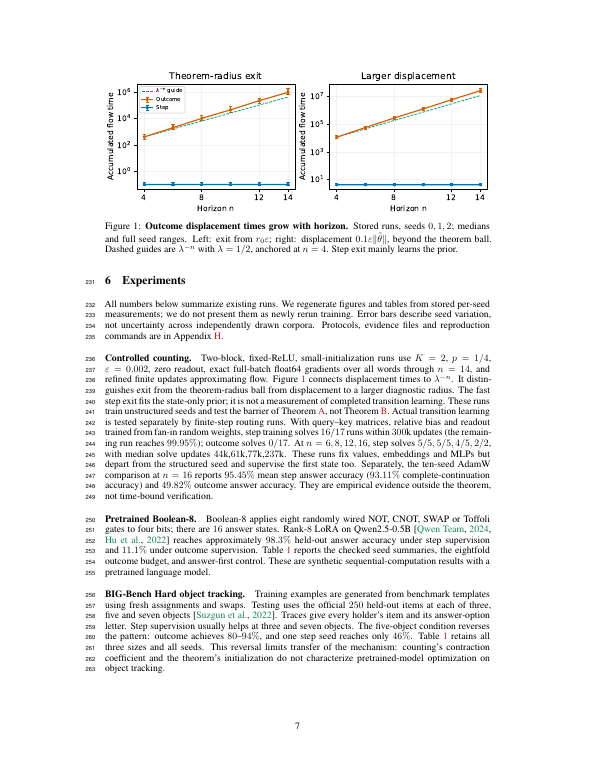 Theorem-radius exit
Larger displacement
Accumulated flow time
10^6
10^4
10^2
10^0
λ^−n guide
Outcome
Step
4
8
12
14
Horizon n
Accumulated flow time
10^7
10^5
10^3
10^1
4
8
12
14
Horizon n
Figure 1: Outcome displacement times grow with horizon. Stored runs, seeds 0, 1, 2; medians
and full seed ranges. Left: exit from r₀ε; right: displacement 0.1ε‖θ̄‖, beyond the theorem ball.
Dashed guides are λ^−n with λ = 1/2, anchored at n = 4. Step exit mainly learns the prior.
231 6 Experiments
232 All numbers below summarize existing runs. We regenerate figures and tables from stored per-seed
233 measurements; we do not present them as newly rerun training. Error bars describe seed variation,
234 not uncertainty across independently drawn corpora. Protocols, evidence files and reproduction
235 commands are in Appendix H.
236 Controlled counting. Two-block, fixed-ReLU, small-initialization runs use K = 2, p = 1/4,
237 ε = 0.002, zero readout, exact full-batch float64 gradients over all words through n = 14, and
238 refined finite updates approximating flow. Figure 1 connects displacement times to λ^−n. It distin-
239 guishes exit from the theorem-radius ball from displacement to a larger diagnostic radius. The fast
240 step exit fits the state-only prior; it is not a measurement of completed transition learning. These runs
241 train unstructured seeds and test the barrier of Theorem A, not Theorem B. Actual transition learning
242 is tested separately by finite-step routing runs. With query–key matrices, relative bias and readout
243 trained from fan-in random weights, step training solves 16/17 runs within 300k updates (the remain-
244 ing run reaches 99.95%); outcome solves 0/17. At n = 6, 8, 12, 16, step solves 5/5, 5/5, 4/5, 2/2,
245 with median solve updates 44k,61k,77k,237k. These runs fix values, embeddings and MLPs but
246 depart from the structured seed and supervise the first state too. Separately, the ten-seed AdamW
247 comparison at n = 16 reports 95.45% mean step answer accuracy (93.11% complete-continuation
248 accuracy) and 49.82% outcome answer accuracy. They are empirical evidence outside the theorem,
249 not time-bound verification.
250 Pretrained Boolean-8. Boolean-8 applies eight randomly wired NOT, CNOT, SWAP or Toffoli
251 gates to four bits; there are 16 answer states. Rank-8 LoRA on Qwen2.5-0.5B [Qwen Team, 2024,
252 Hu et al., 2022] reaches approximately 98.3% held-out answer accuracy under step supervision
253 and 11.1% under outcome supervision. Table 1 reports the checked seed summaries, the eightfold
254 outcome budget, and answer-first control. These are synthetic sequential-computation results with a
255 pretrained language model.
256 BIG-Bench Hard object tracking. Training examples are generated from benchmark templates
257 using fresh assignments and swaps. Testing uses the official 250 held-out items at each of three,
258 five and seven objects [Suzgun et al., 2022]. Traces give every holder's item and its answer-option
259 letter. Step supervision usually helps at three and seven objects. The five-object condition reverses
260 the pattern: outcome achieves 80–94%, and one step seed reaches only 46%. Table 1 retains all
261 three sizes and all seeds. This reversal limits transfer of the mechanism: counting's contraction
262 coefficient and the theorem's initialization do not characterize pretrained-model optimization on
263 object tracking.
7